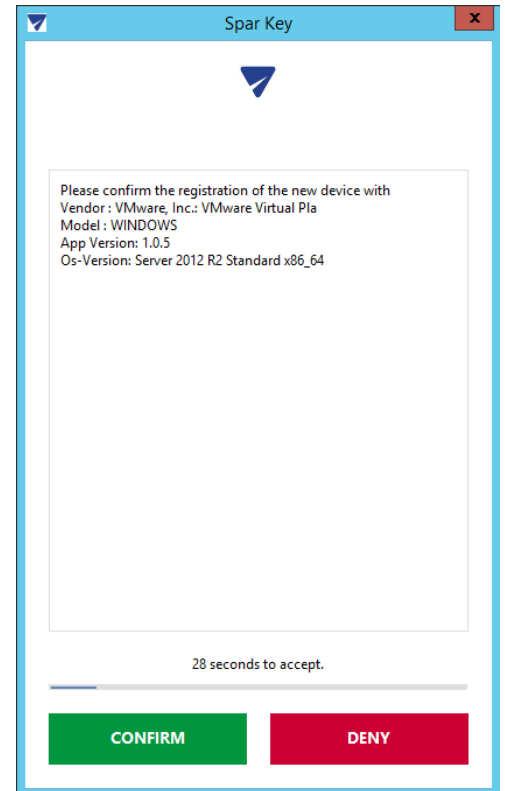 Spar Key
x
Please confirm the registration of the new device with
Vendor : VMware, Inc.: VMware Virtual Pla
Model : WINDOWS
App Version: 1.0.5
Os-Version: Server 2012 R2 Standard x86_64
28 seconds to accept.
CONFIRM
DENY